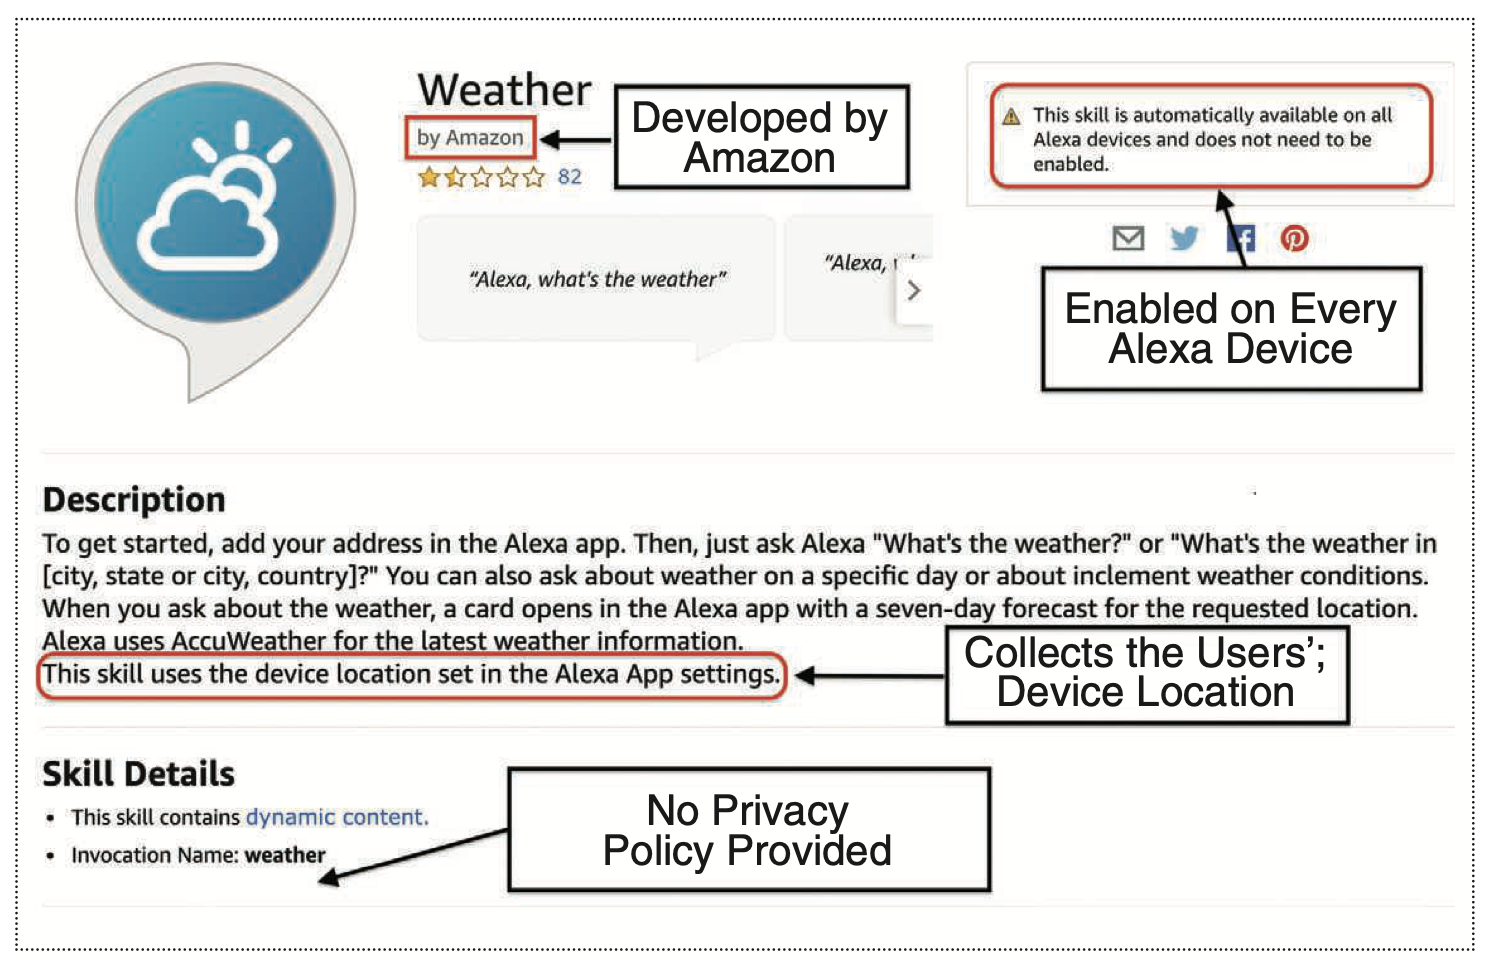 Weather
by Amazon
82
Developed by
Amazon
This skill is automatically available on all
Alexa devices and does not need to be
enabled.
"Alexa, what's the weather"
"Alexa,
Enabled on Every
Alexa Device
Description
To get started, add your address in the Alexa app. Then, just ask Alexa "What's the weather?" or "What's the weather in
[city, state or city, country]?" You can also ask about weather on a specific day or about inclement weather conditions.
When you ask about the weather, a card opens in the Alexa app with a seven-day forecast for the requested location.
Alexa uses AccuWeather for the latest weather information.
This skill uses the device location set in the Alexa App settings.
Collects the Users’;
Device Location
Skill Details
• This skill contains dynamic content.
• Invocation Name: weather
No Privacy
Policy Provided